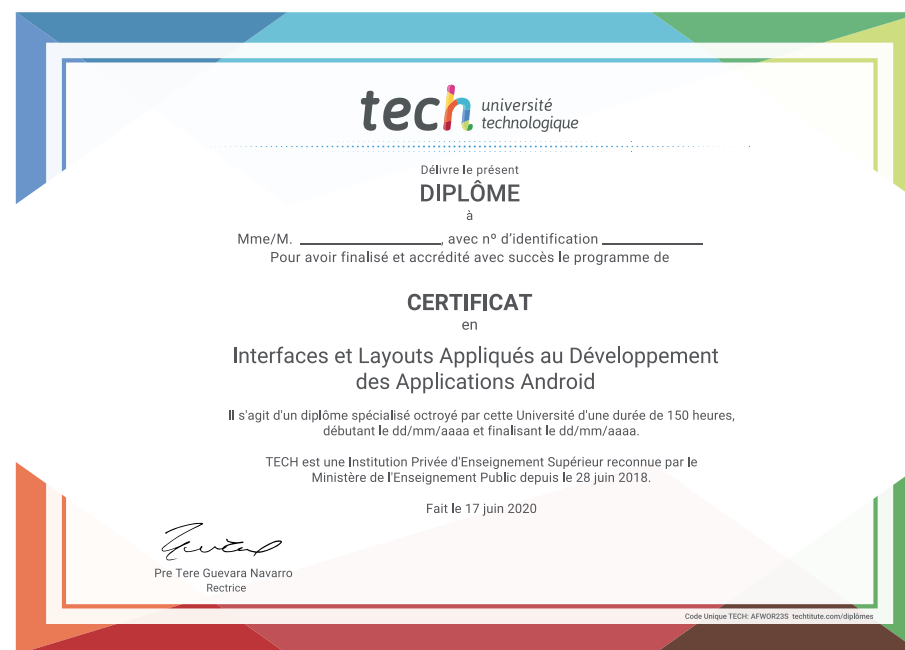 tech université
technologique
Délivre le présent
DIPLÔME
à
Mme/M. ____________________, avec nº d'identification ______________
Pour avoir finalisé et accrédité avec succès le programme de
CERTIFICAT
en
Interfaces et Layouts Appliqués au Développement
des Applications Android
Il s'agit d'un diplôme spécialisé octroyé par cette Université d'une durée de 150 heures,
débutant le dd/mm/aaaa et finalisant le dd/mm/aaaa.
TECH est une Institution Privée d'Enseignement Supérieur reconnue par le
Ministère de l'Enseignement Public depuis le 28 juin 2018.
Fait le 17 juin 2020
Pre Tere Guevara Navarro
Rectrice
Code Unique TECH: AFWOR23S techtitute.com/diplômes